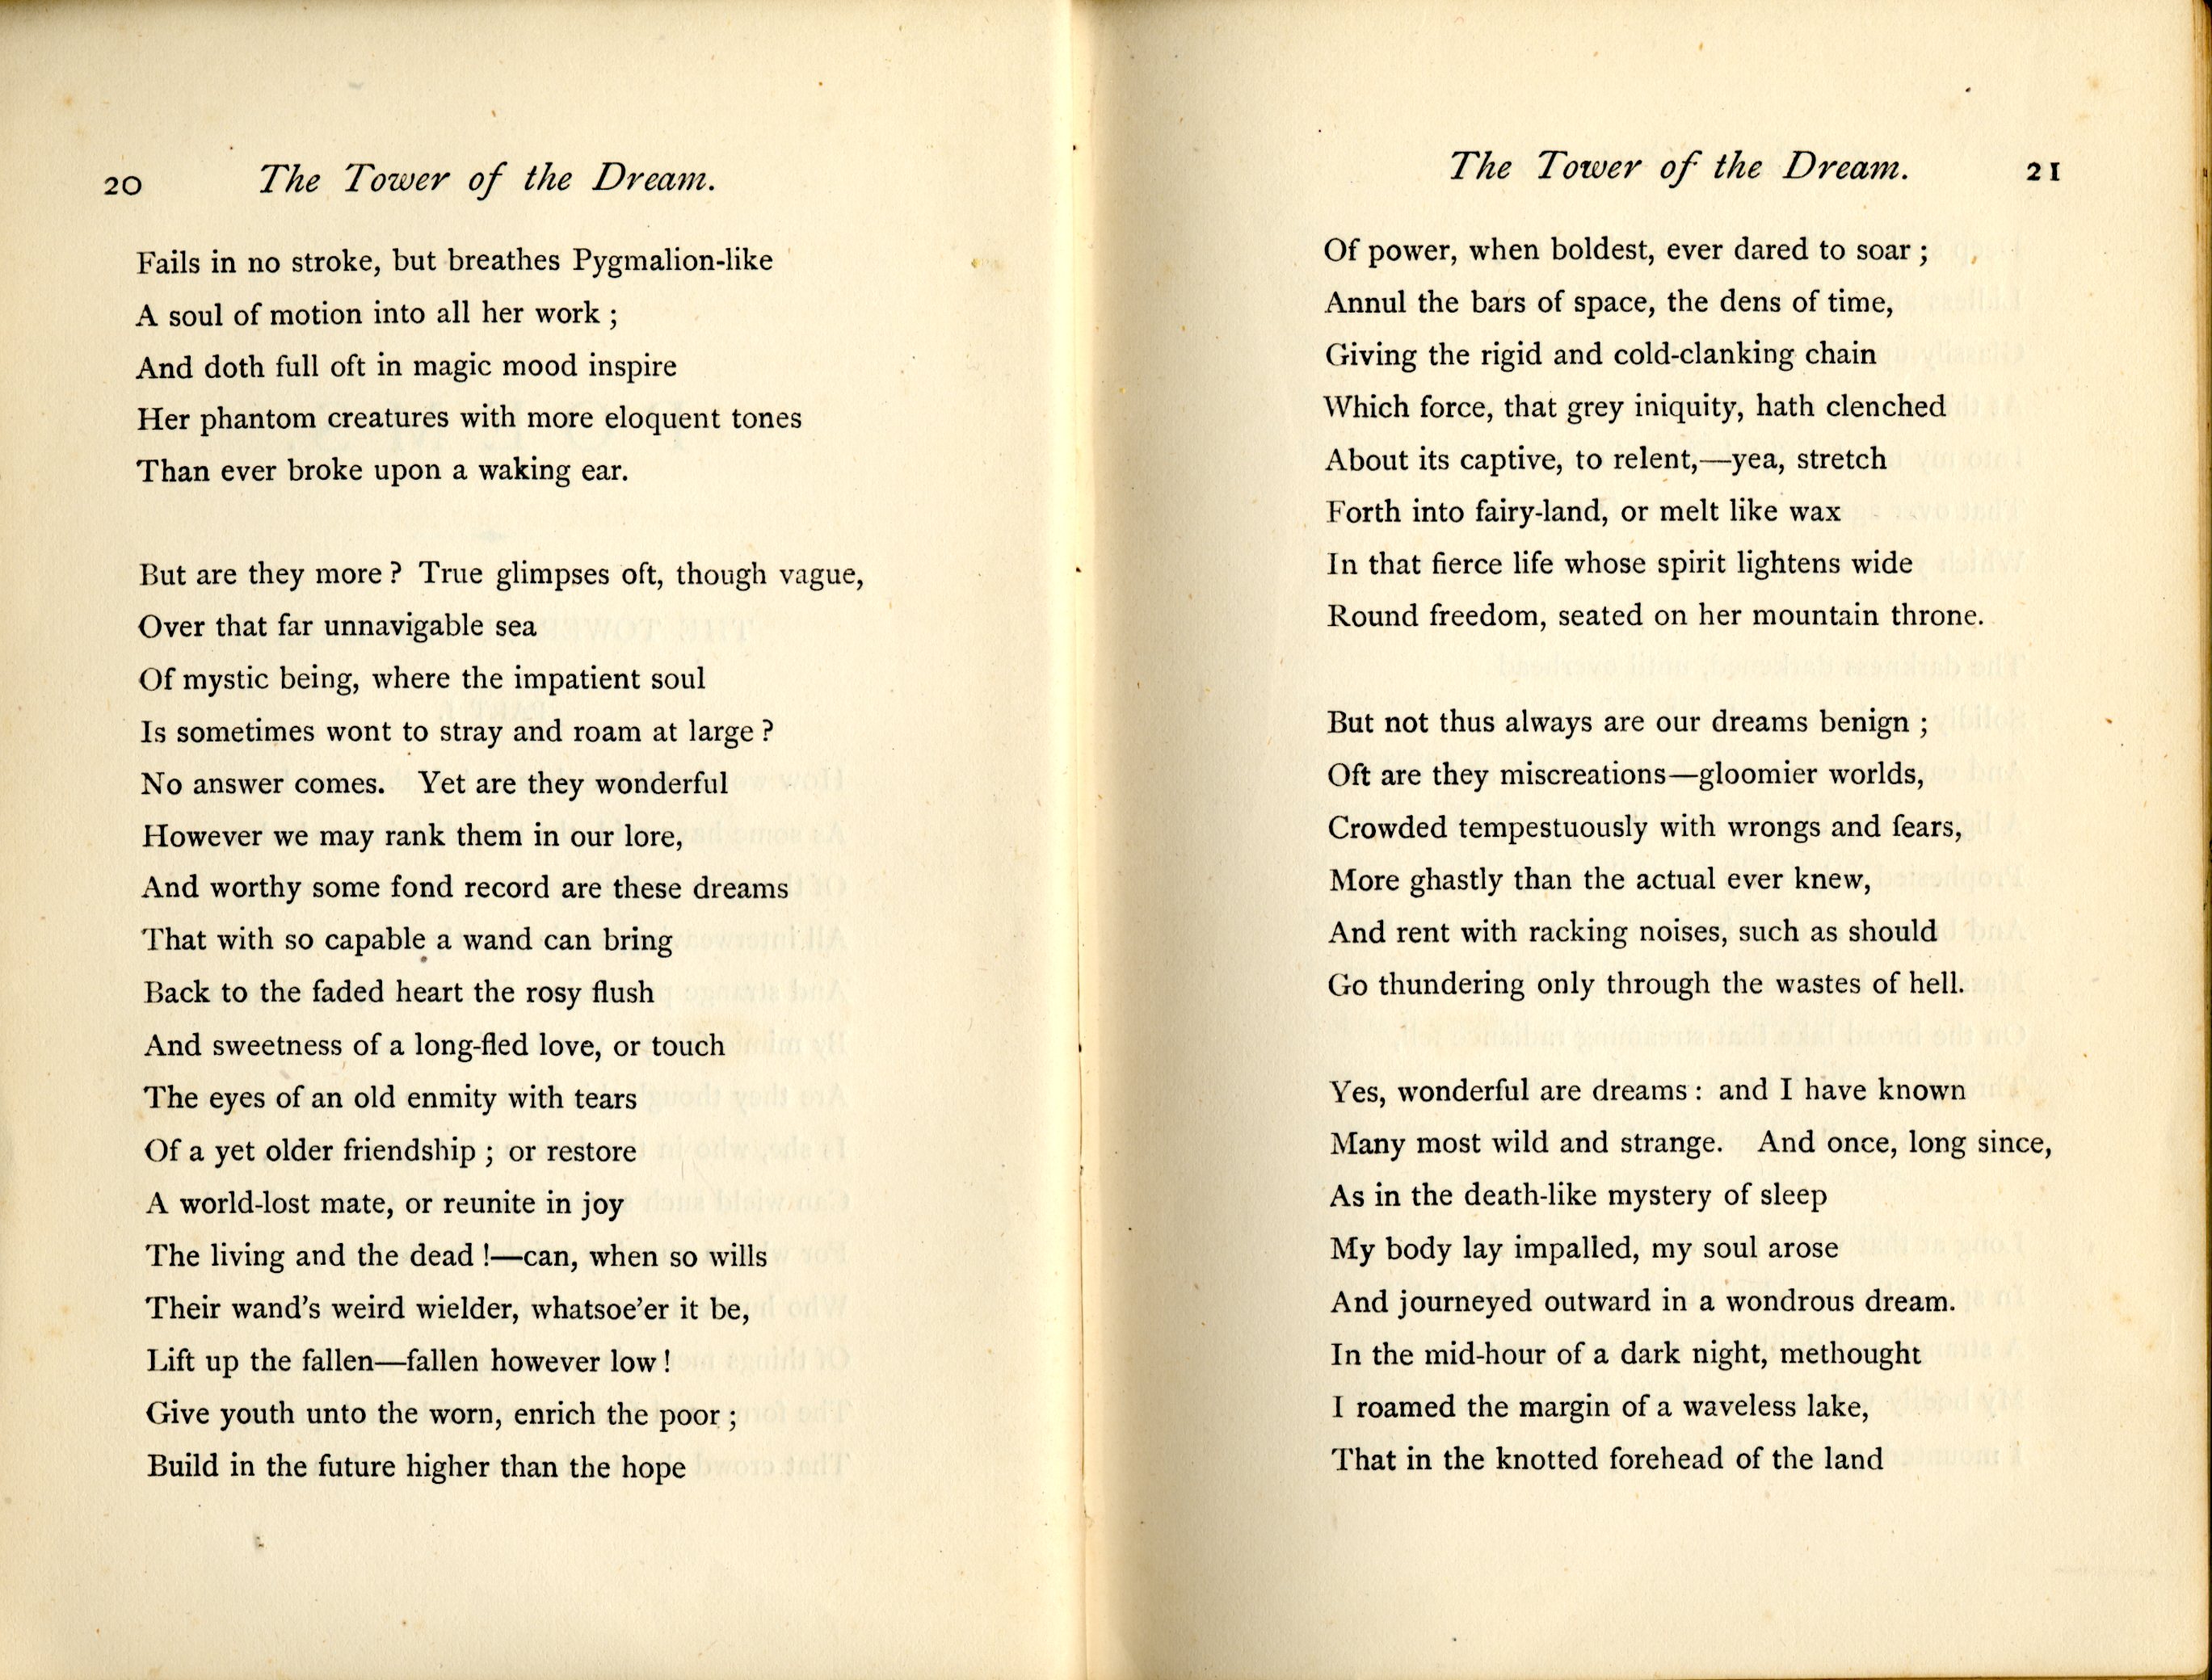 20 The Tower of the Dream.
Fails in no stroke, but breathes Pygmalion-like
A soul of motion into all her work ;
And doth full oft in magic mood inspire
Her phantom creatures with more eloquent tones
Than ever broke upon a waking ear.
But are they more ? True glimpses oft, though vague,
Over that far unnavigable sea
Of mystic being, where the impatient soul
Is sometimes wont to stray and roam at large ?
No answer comes. Yet are they wonderful
However we may rank them in our lore,
And worthy some fond record are these dreams
That with so capable a wand can bring
Back to the faded heart the rosy flush
And sweetness of a long-fled love, or touch
The eyes of an old enmity with tears
Of a yet older friendship ; or restore
A world-lost mate, or reunite in joy
The living and the dead !—can, when so wills
Their wand's weird wielder, whatsoe'er it be,
Lift up the fallen—fallen however low !
Give youth unto the worn, enrich the poor ;
Build in the future higher than the hope
The Tower of the Dream. 21
Of power, when boldest, ever dared to soar ;
Annul the bars of space, the dens of time,
Giving the rigid and cold-clanking chain
Which force, that grey iniquity, hath clenched
About its captive, to relent,—yea, stretch
Forth into fairy-land, or melt like wax
In that fierce life whose spirit lightens wide
Round freedom, seated on her mountain throne.
But not thus always are our dreams benign ;
Oft are they miscreations—gloomier worlds,
Crowded tempestuously with wrongs and fears,
More ghastly than the actual ever knew,
And rent with racking noises, such as should
Go thundering only through the wastes of hell.
Yes, wonderful are dreams : and I have known
Many most wild and strange. And once, long since,
As in the death-like mystery of sleep
My body lay impalled, my soul arose
And journeyed outward in a wondrous dream.
In the mid-hour of a dark night, methought
I roamed the margin of a waveless lake,
That in the knotted forehead of the land